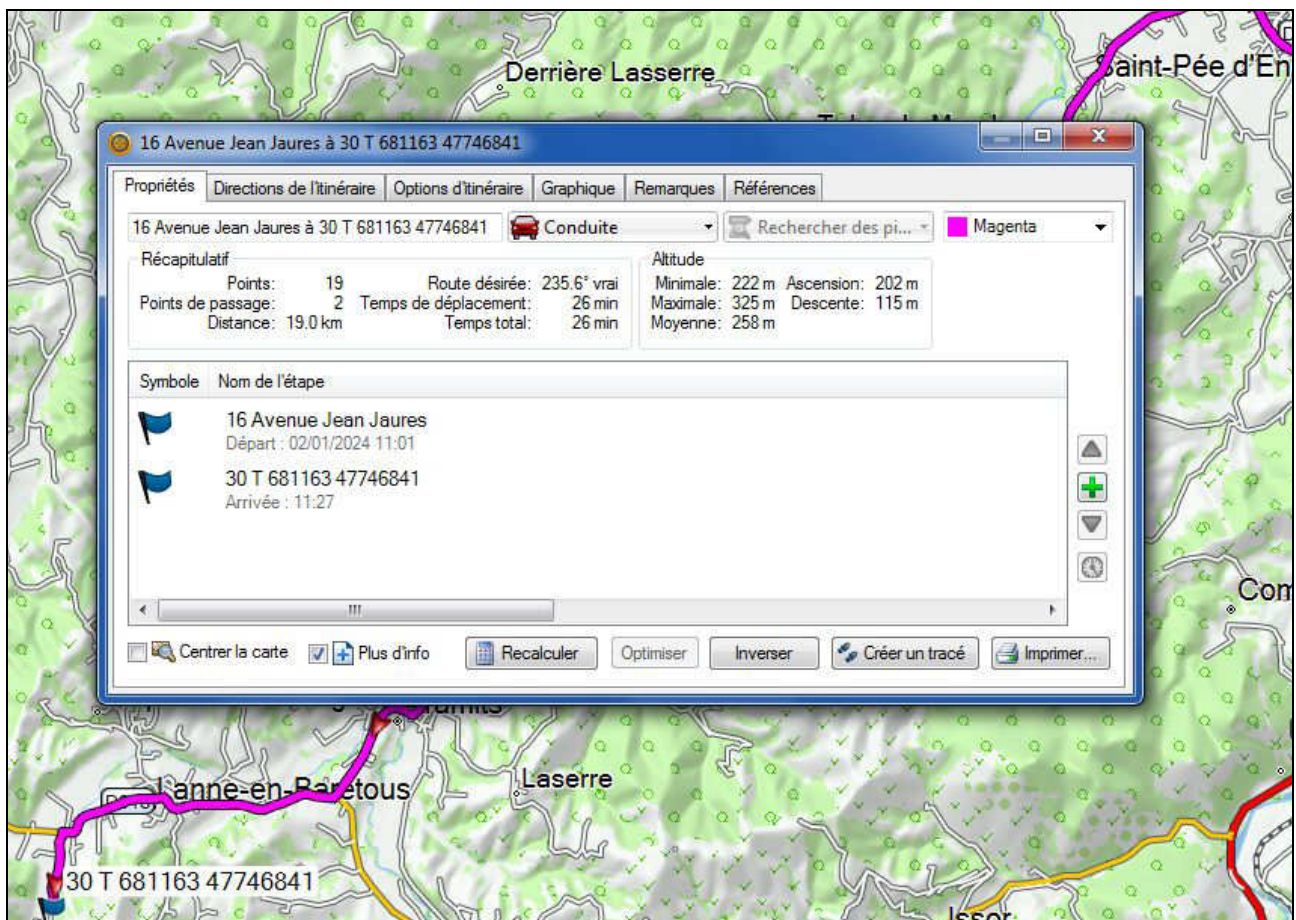 Derrière Lasserre
Saint-Pée d'En
16 Avenue Jean Jaures à 30 T 681163 47746841
Propriétés Directions de l'itinéraire Options d'itinéraire Graphique Remarques Références
16 Avenue Jean Jaures à 30 T 681163 47746841 Conduite Rechercher des pi... Magenta
Récapitulatif Altitude
Points: 19 Route désirée: 235.6° vrai Minimale: 222 m Ascension: 202 m
Points de passage: 2 Temps de déplacement: 26 min Maximale: 325 m Descente: 115 m
Distance: 19.0 km Temps total: 26 min Moyenne: 258 m
Symbole Nom de l'étape
16 Avenue Jean Jaures
Départ : 02/01/2024 11:01
30 T 681163 47746841
Arrivée : 11:27
Com
Centrer la carte Plus d'info Recalculer Optimiser Inverser Créer un tracé Imprimer...
Laserre
Lanne-en-Barétous
30 T 681163 47746841
Issor